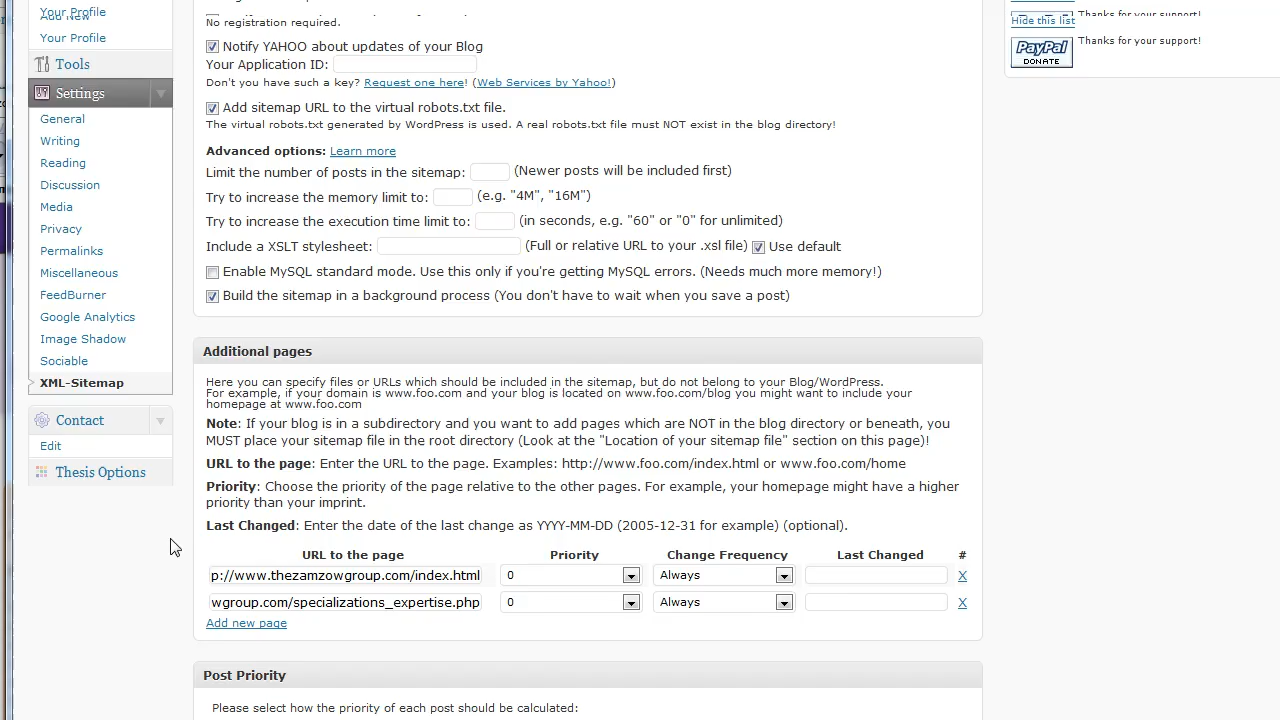 Your Profile
Add New
Your Profile
Tools
Settings
General
Writing
Reading
Discussion
Media
Privacy
Permalinks
Miscellaneous
FeedBurner
Google Analytics
Image Shadow
Sociable
XML-Sitemap
Contact
Edit
Thesis Options
No registration required.
Notify YAHOO about updates of your Blog
Your Application ID:
Don't you have such a key? Request one here! (Web Services by Yahoo!)
Add sitemap URL to the virtual robots.txt file.
The virtual robots.txt generated by WordPress is used. A real robots.txt file must NOT exist in the blog directory!
Advanced options: Learn more
Limit the number of posts in the sitemap: (Newer posts will be included first)
Try to increase the memory limit to: (e.g. "4M", "16M")
Try to increase the execution time limit to: (in seconds, e.g. "60" or "0" for unlimited)
Include a XSLT stylesheet: (Full or relative URL to your .xsl file) Use default
Enable MySQL standard mode. Use this only if you're getting MySQL errors. (Needs much more memory!)
Build the sitemap in a background process (You don't have to wait when you save a post)
Additional pages
Here you can specify files or URLs which should be included in the sitemap, but do not belong to your Blog/WordPress.
For example, if your domain is www.foo.com and your blog is located on www.foo.com/blog you might want to include your
homepage at www.foo.com
Note: If your blog is in a subdirectory and you want to add pages which are NOT in the blog directory or beneath, you
MUST place your sitemap file in the root directory (Look at the "Location of your sitemap file" section on this page)!
URL to the page: Enter the URL to the page. Examples: http://www.foo.com/index.html or www.foo.com/home
Priority: Choose the priority of the page relative to the other pages. For example, your homepage might have a higher
priority than your imprint.
Last Changed: Enter the date of the last change as YYYY-MM-DD (2005-12-31 for example) (optional).
URL to the page Priority Change Frequency Last Changed #
p://www.thezamzowgroup.com/index.html 0 Always X
wgroup.com/specializations_expertise.php 0 Always X
Add new page
Post Priority
Please select how the priority of each post should be calculated:
Thanks for your support!
Hide this list
PayPal
DONATE
Thanks for your support!